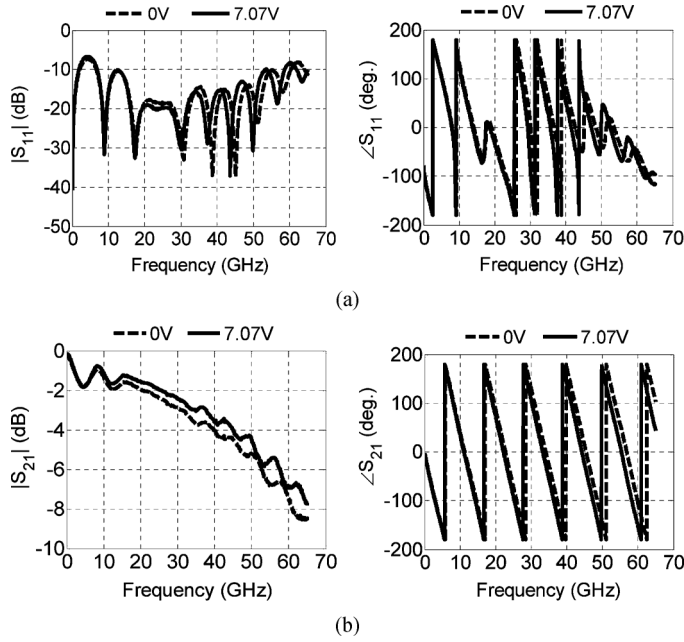 0V 7.07V
|S11| (dB)
0
-10
-20
-30
-40
-50
0 10 20 30 40 50 60 70
Frequency (GHz)
0V 7.07V
∠S11 (deg.)
200
100
0
-100
-200
0 10 20 30 40 50 60 70
Frequency (GHz)
(a)
0V 7.07V
|S21| (dB)
0
-2
-4
-6
-8
-10
0 10 20 30 40 50 60 70
Frequency (GHz)
0V 7.07V
∠S21 (deg.)
200
100
0
-100
-200
0 10 20 30 40 50 60 70
Frequency (GHz)
(b)